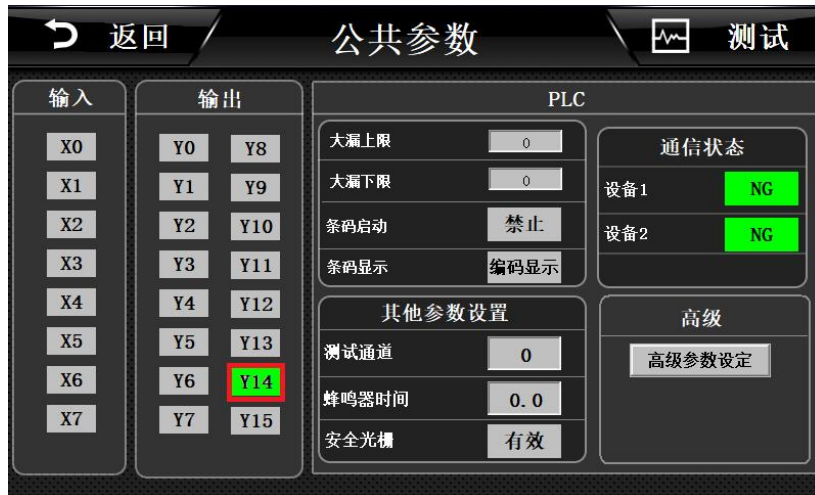 返回
公共参数
测试
输入
X0
X1
X2
X3
X4
X5
X6
X7
输出
Y0 Y8
Y1 Y9
Y2 Y10
Y3 Y11
Y4 Y12
Y5 Y13
Y6 Y14
Y7 Y15
PLC
大漏上限 0
大漏下限 0
条码启动 禁止
条码显示 编码显示
其他参数设置
测试通道 0
蜂鸣器时间 0.0
安全光栅 有效
通信状态
设备1 NG
设备2 NG
高级
高级参数设定